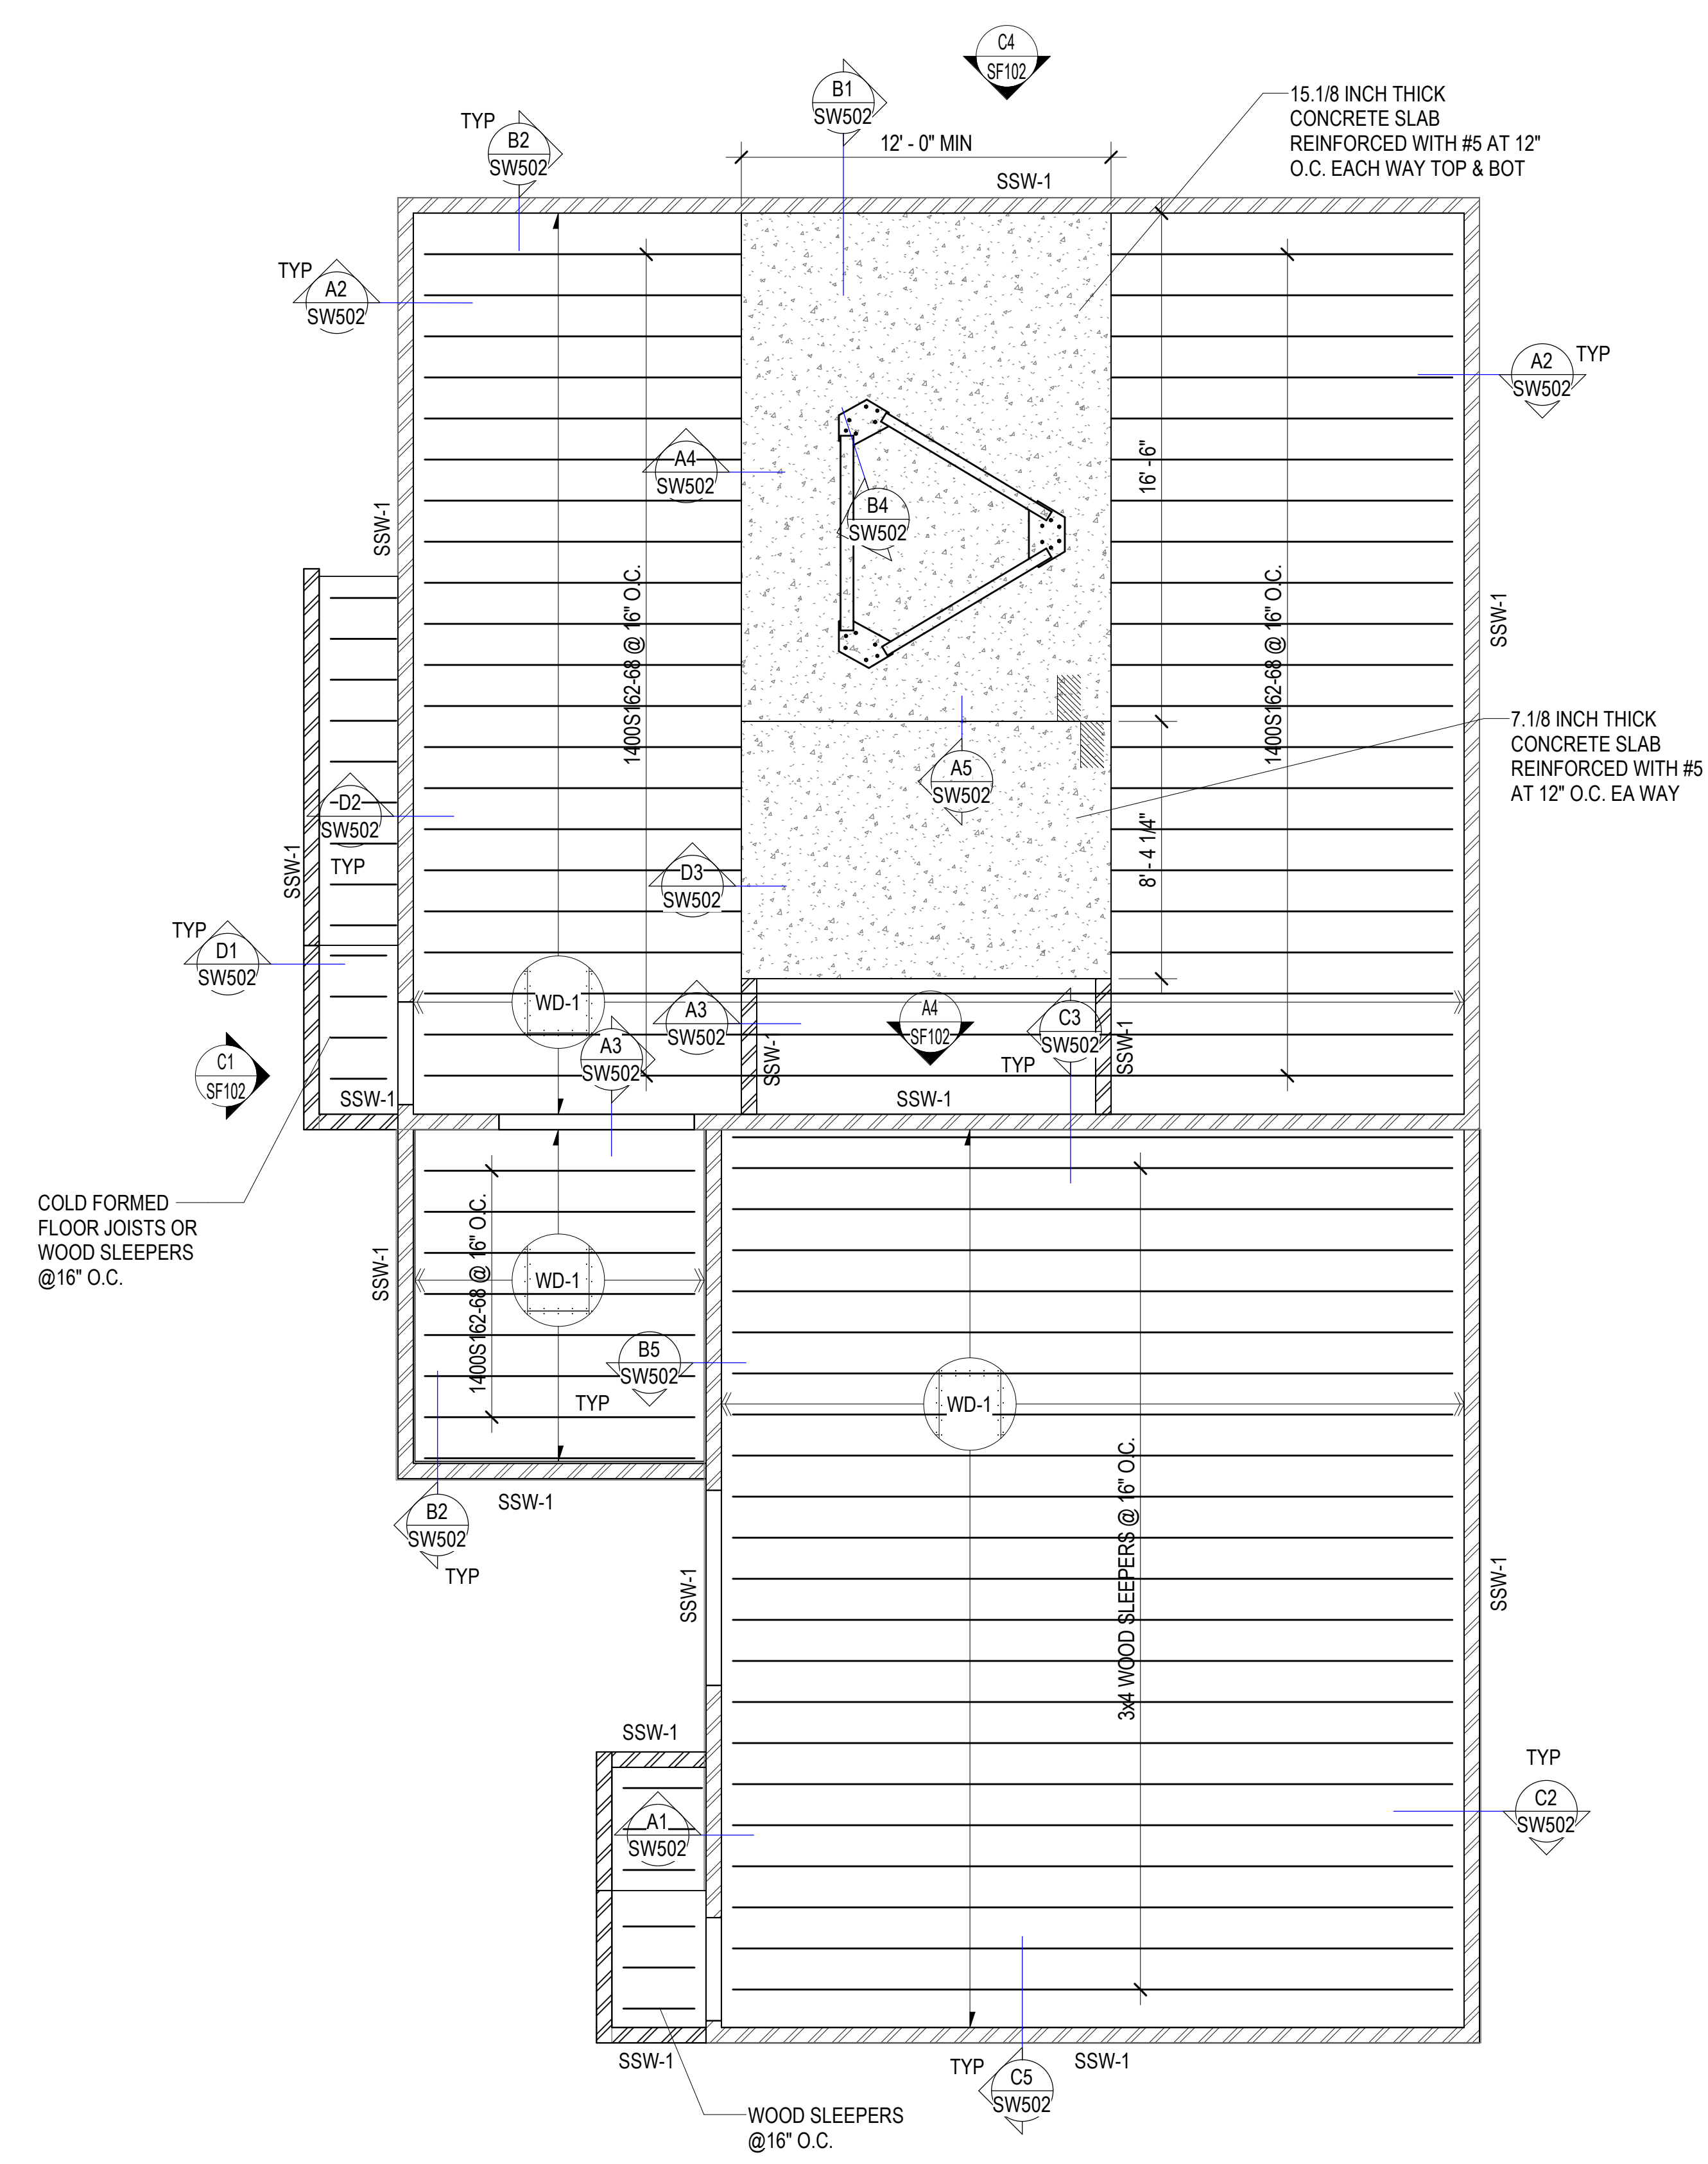 C4
SF102
B1
SW502
15.1/8 INCH THICK
CONCRETE SLAB
REINFORCED WITH #5 AT 12"
O.C. EACH WAY TOP & BOT
TYP
B2
SW502
12' - 0" MIN
SSW-1
TYP
A2
SW502
A2
SW502
TYP
A4
SW502
16' - 6"
B4
SW502
SSW-1
1400S162-68 @ 16" O.C.
1400S162-68 @ 16" O.C.
SSW-1
7.1/8 INCH THICK
CONCRETE SLAB
REINFORCED WITH #5
AT 12" O.C. EA WAY
A5
SW502
D2
SW502
TYP
SSW-1
8' - 4 1/4"
D3
SW502
TYP
D1
SW502
WD-1
A3
SW502
A3
SW502
A4
SF102
C3
SW502
TYP
SSW-1
C1
SF102
SSW-1
SSW-1
COLD FORMED
FLOOR JOISTS OR
WOOD SLEEPERS
@16" O.C.
SSW-1
1400S162-68 @ 16" O.C.
WD-1
B5
SW502
TYP
WD-1
B2
SW502
TYP
SSW-1
3x4 WOOD SLEEPERS @ 16" O.C.
SSW-1
SSW-1
SSW-1
A1
SW502
TYP
C2
SW502
SSW-1
TYP
C5
SW502
SSW-1
WOOD SLEEPERS
@16" O.C.